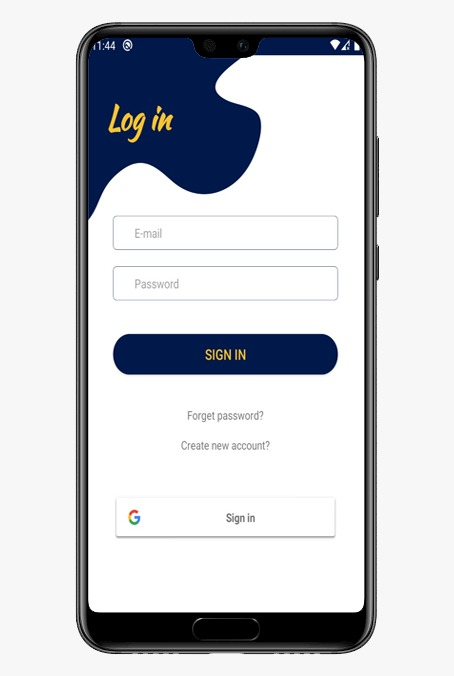 11:44
Log in
E-mail
Password
SIGN IN
Forget password?
Create new account?
Sign in